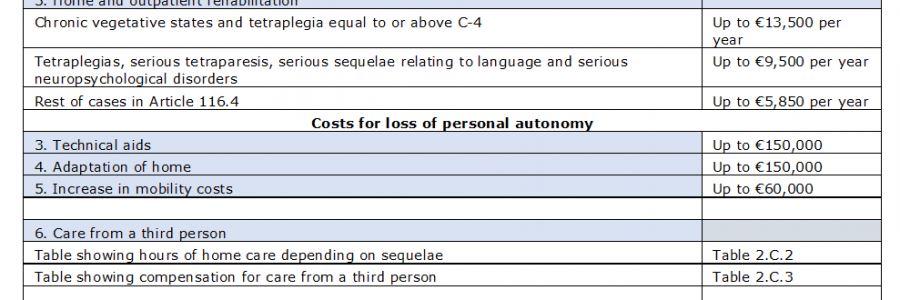 5. Home and outpatient rehabilitation
Chronic vegetative states and tetraplegia equal to or above C-4
Up to €13,500 per
year
Tetraplegias, serious tetraparesis, serious sequelae relating to language and serious
neuropsychological disorders
Up to €9,500 per year
Rest of cases in Article 116.4
Up to €5,850 per year
Costs for loss of personal autonomy
3. Technical aids
Up to €150,000
4. Adaptation of home
Up to €150,000
5. Increase in mobility costs
Up to €60,000
6. Care from a third person
Table showing hours of home care depending on sequelae
Table 2.C.2
Table showing compensation for care from a third person
Table 2.C.3